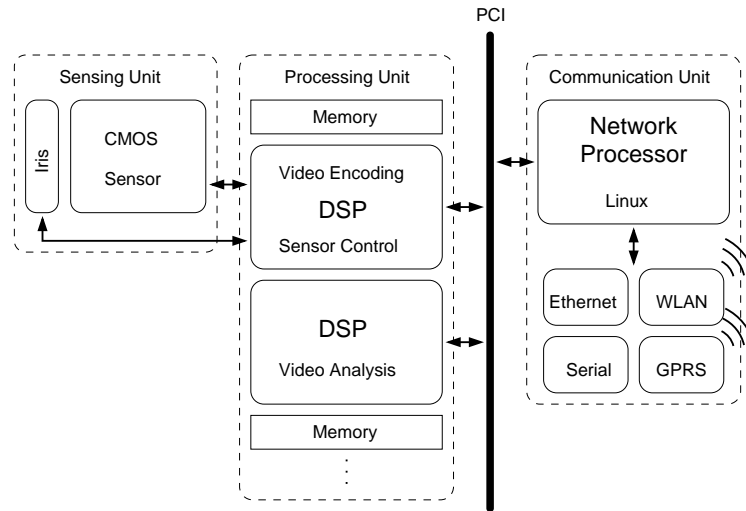 PCI
Sensing Unit
Processing Unit
Communication Unit
Iris
CMOS
Sensor
Memory
Video Encoding
DSP
Sensor Control
DSP
Video Analysis
Memory
Network
Processor
Linux
Ethernet
WLAN
Serial
GPRS